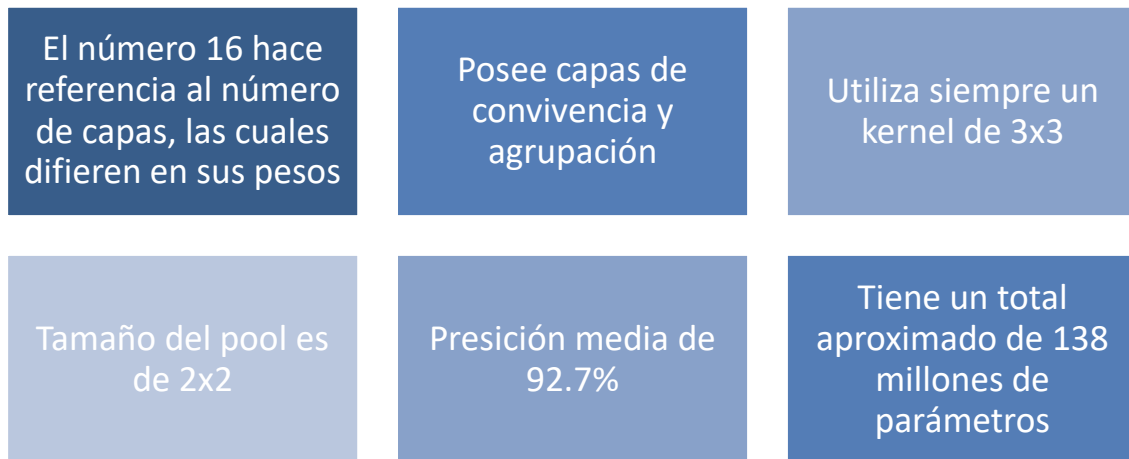 El número 16 hace
referencia al número
de capas, las cuales
difieren en sus pesos
Posee capas de
convivencia y
agrupación
Utiliza siempre un
kernel de 3x3
Tamaño del pool es
de 2x2
Presición media de
92.7%
Tiene un total
aproximado de 138
millones de
parámetros